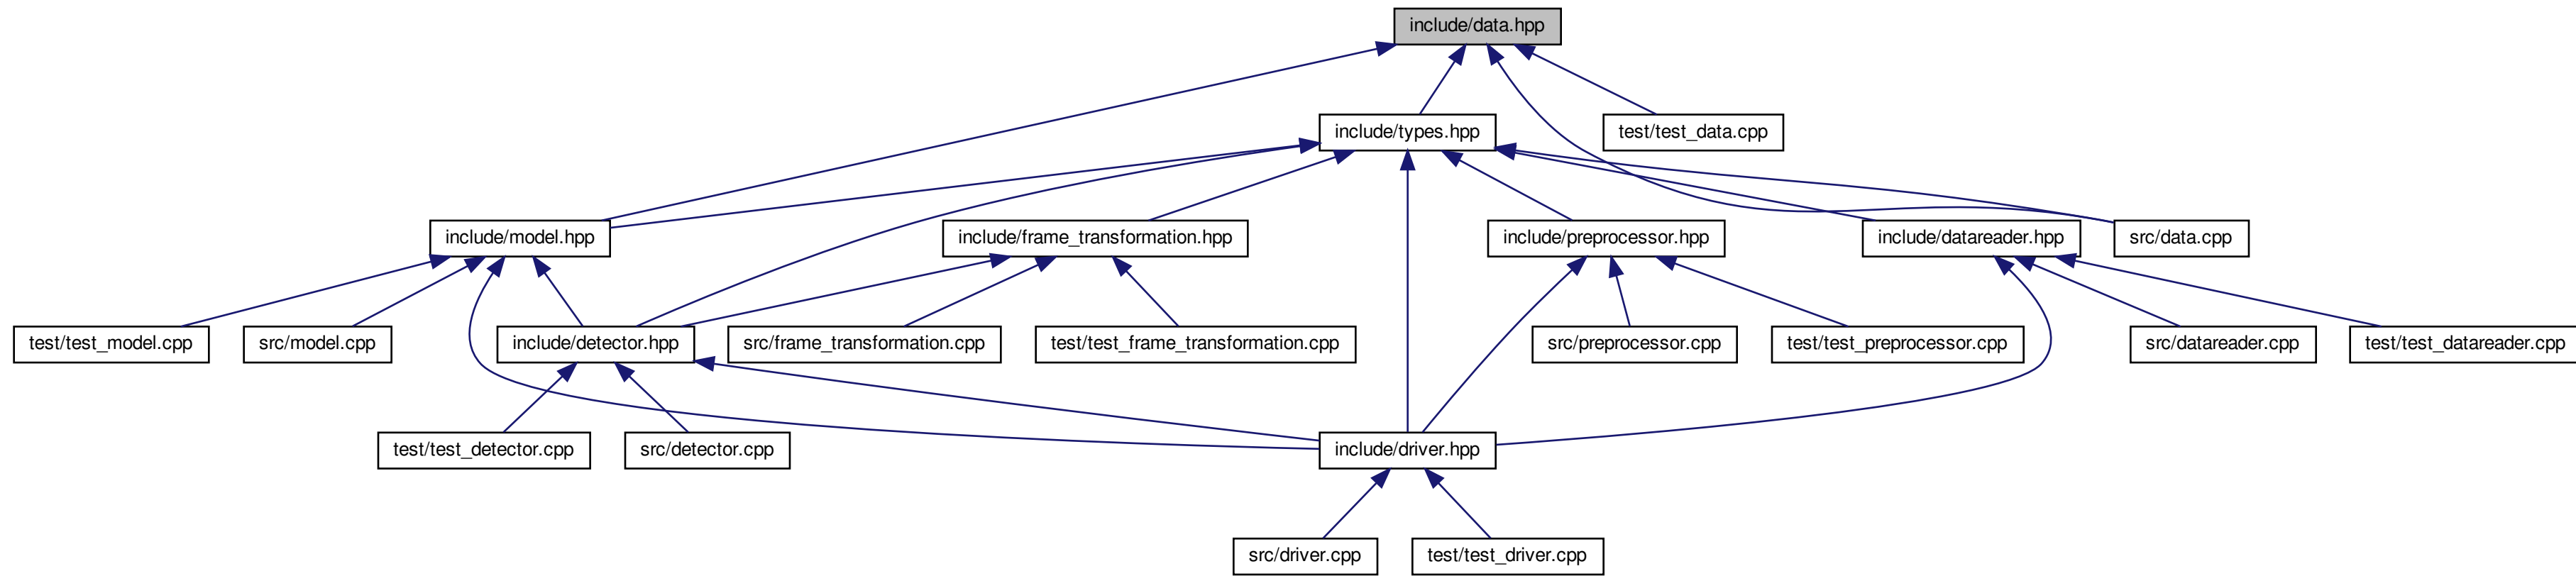 include/data.hpp
include/types.hpp
test/test_data.cpp
include/model.hpp
include/frame_transformation.hpp
include/preprocessor.hpp
include/datareader.hpp
src/data.cpp
test/test_model.cpp
src/model.cpp
include/detector.hpp
src/frame_transformation.cpp
test/test_frame_transformation.cpp
src/preprocessor.cpp
test/test_preprocessor.cpp
src/datareader.cpp
test/test_datareader.cpp
test/test_detector.cpp
src/detector.cpp
include/driver.hpp
src/driver.cpp
test/test_driver.cpp